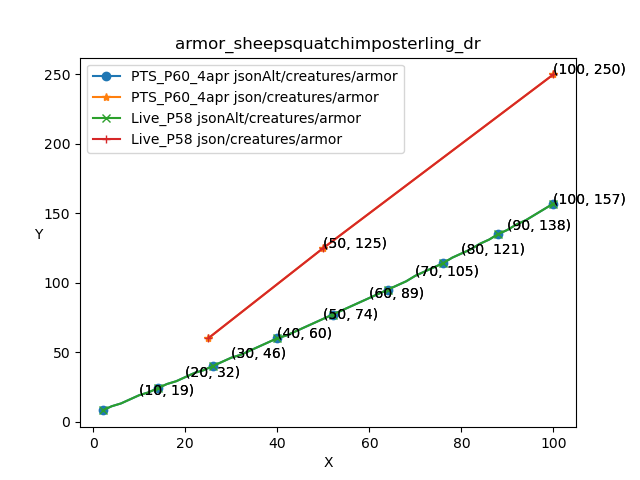 armor_sheepsquatchimposterling_dr
PTS_P60_4apr jsonAlt/creatures/armor
PTS_P60_4apr json/creatures/armor
Live_P58 jsonAlt/creatures/armor
Live_P58 json/creatures/armor
250
200
150
100
50
0
Y
(100, 250)
(100, 157)
(90, 138)
(50, 125)
(80, 121)
(70, 105)
(60, 89)
(50, 74)
(40, 60)
(30, 46)
(20, 32)
(10, 19)
0 20 40 60 80 100
X